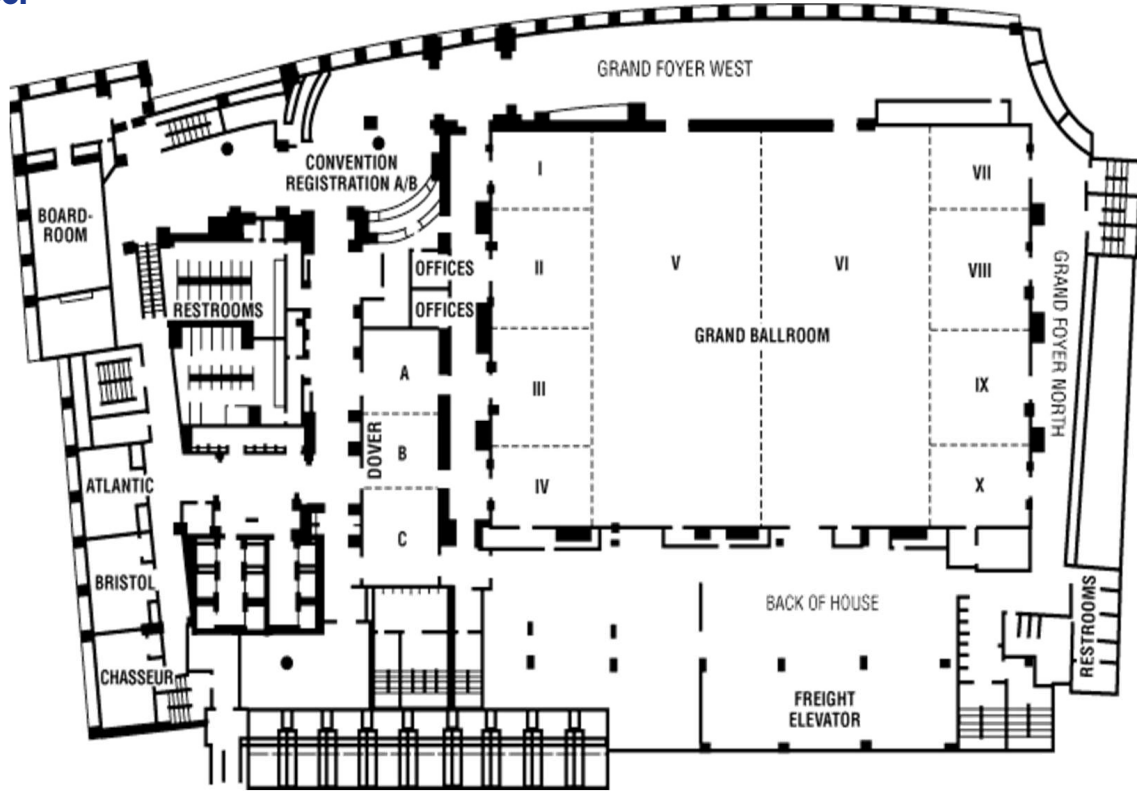 GRAND FOYER WEST
CONVENTION
REGISTRATION A/B
I
VII
BOARD-
ROOM
OFFICES
II
V
VI
VIII
GRAND FOYER NORTH
RESTROOMS
OFFICES
GRAND BALLROOM
A
III
IX
DOVER
B
ATLANTIC
IV
X
C
BRISTOL
BACK OF HOUSE
RESTROOMS
CHASSEUR
FREIGHT
ELEVATOR